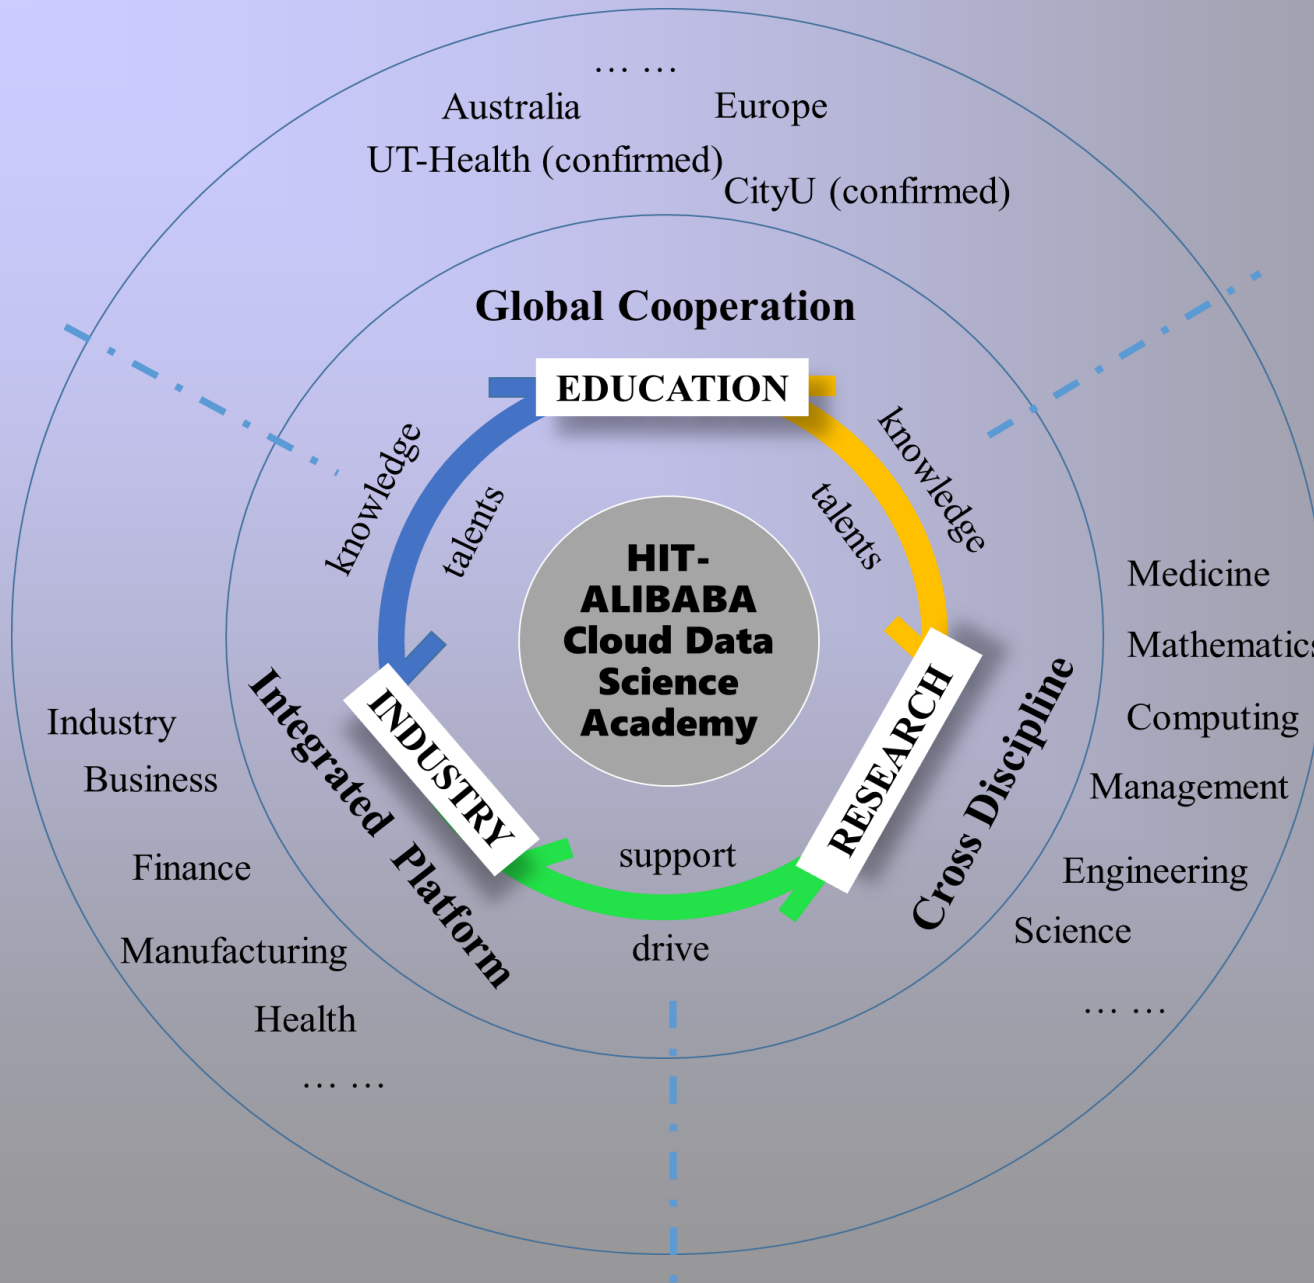 … …
Australia
Europe
UT-Health (confirmed)
CityU (confirmed)
Global Cooperation
EDUCATION
knowledge
talents
talents
knowledge
HIT-
ALIBABA
Cloud Data
Science
Academy
INDUSTRY
RESEARCH
Integrated Platform
Cross Discipline
support
drive
Industry
Business
Finance
Manufacturing
Health
… …
Medicine
Mathematics
Computing
Management
Engineering
Science
… …